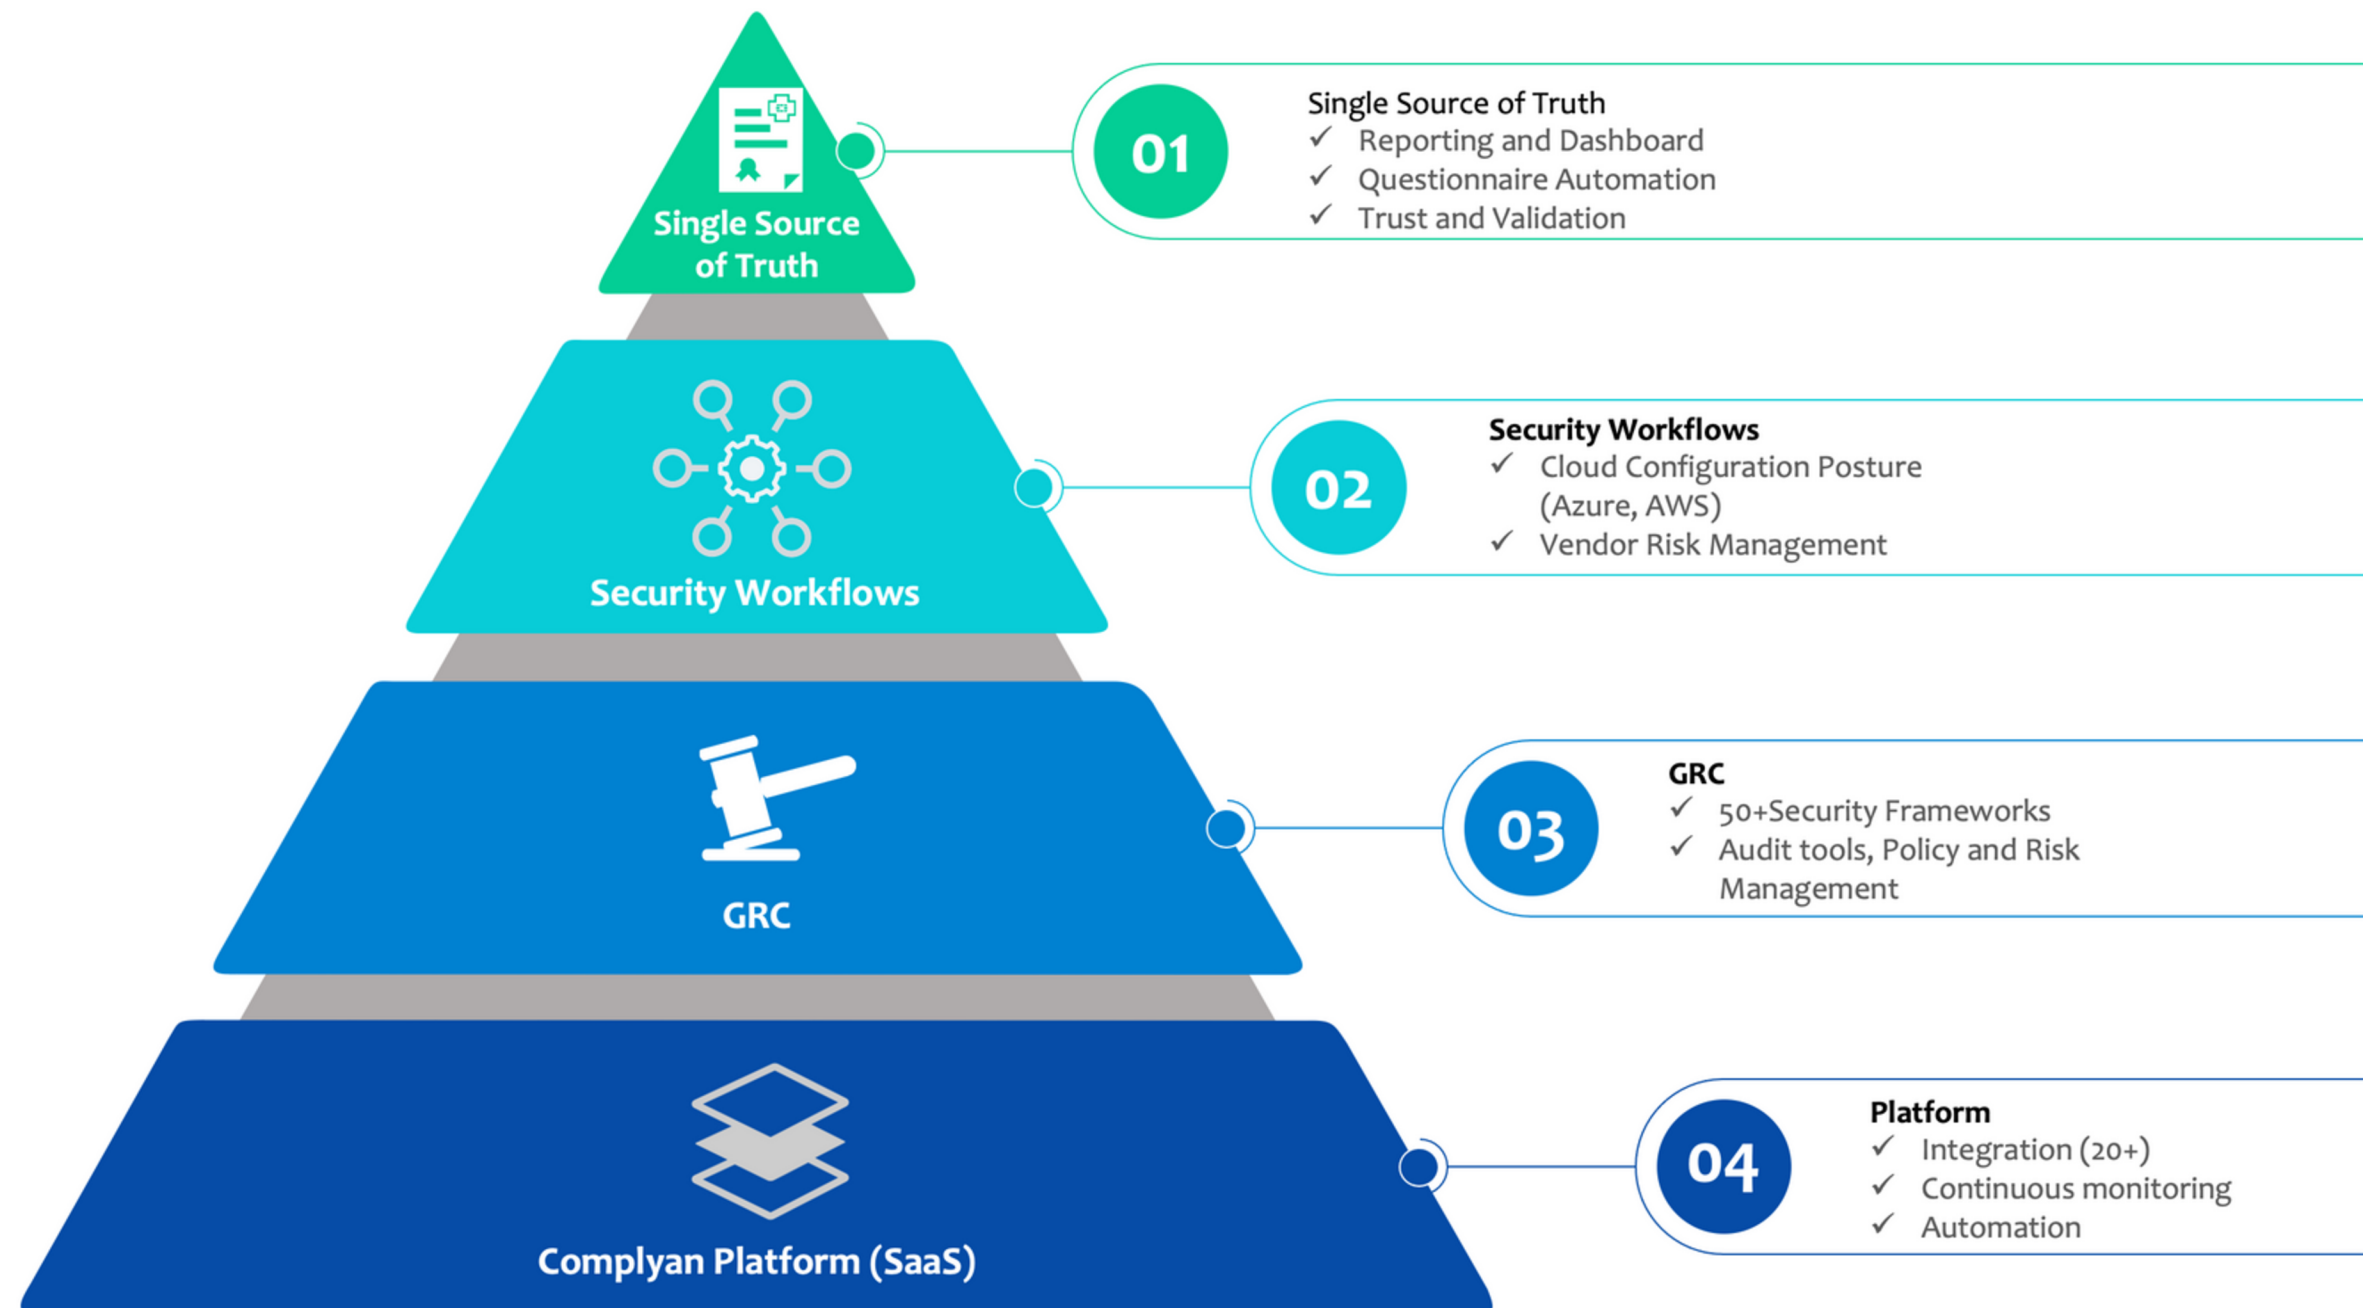 Single Source
of Truth
01
Single Source of Truth
✓ Reporting and Dashboard
✓ Questionnaire Automation
✓ Trust and Validation
Security Workflows
02
Security Workflows
✓ Cloud Configuration Posture
(Azure, AWS)
✓ Vendor Risk Management
GRC
03
GRC
✓ 50+Security Frameworks
✓ Audit tools, Policy and Risk
Management
Complyan Platform (SaaS)
04
Platform
✓ Integration (20+)
✓ Continuous monitoring
✓ Automation